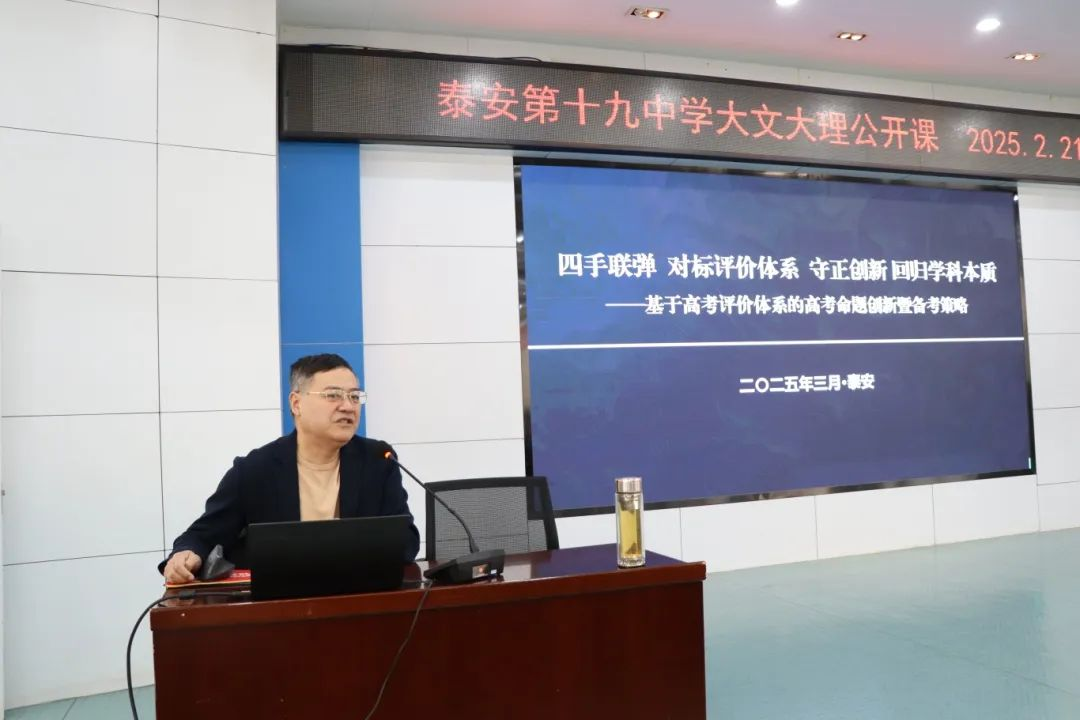 泰安第十九中学大文大理公开课 2025.2.21
四手联弹 对标评价体系 守正创新 回归学科本质
——基于高考评价体系的高考命题创新暨备考策略
二〇二五年三月·泰安